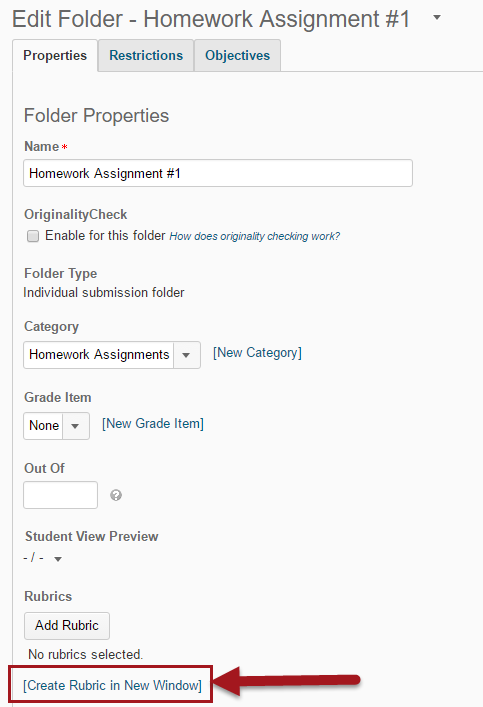 Edit Folder - Homework Assignment #1
Properties Restrictions Objectives
Folder Properties
Name *
Homework Assignment #1
OriginalityCheck
Enable for this folder How does originality checking work?
Folder Type
Individual submission folder
Category
Homework Assignments [New Category]
Grade Item
None [New Grade Item]
Out Of
?
Student View Preview
- / -
Rubrics
Add Rubric
No rubrics selected.
[Create Rubric in New Window]